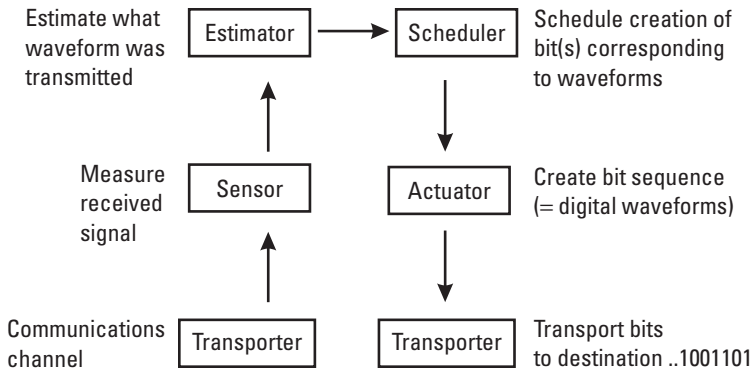 Estimate what
waveform was
transmitted
Estimator
Scheduler
Schedule creation of
bit(s) corresponding
to waveforms
Measure
received
signal
Sensor
Actuator
Create bit sequence
(= digital waveforms)
Communications
channel
Transporter
Transporter
Transport bits
to destination ..1001101